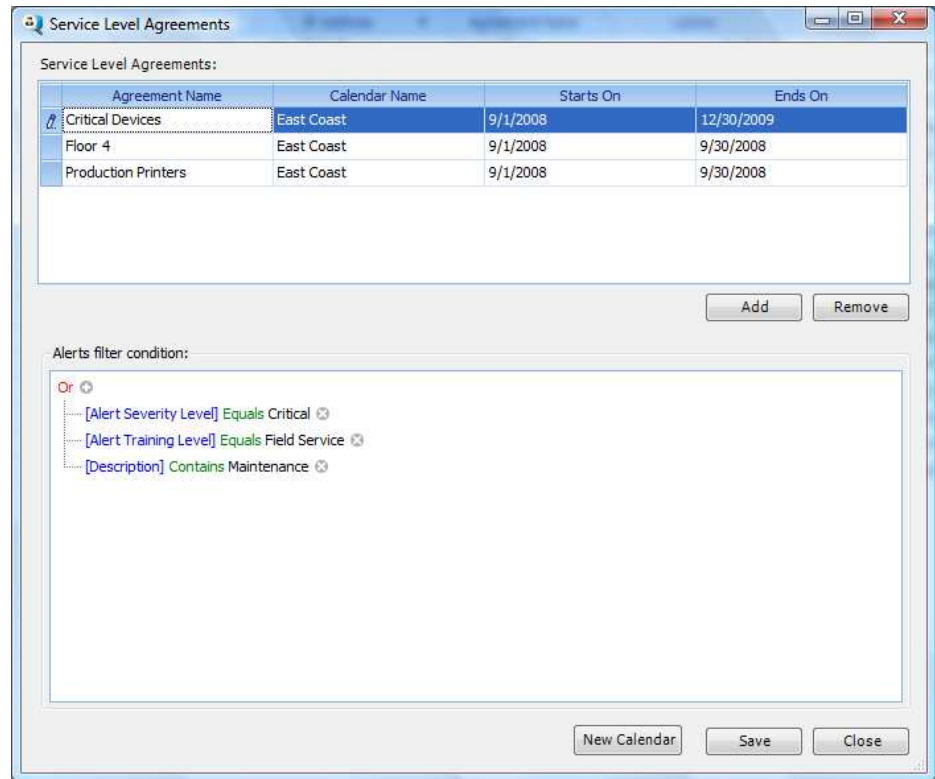 Service Level Agreements
Service Level Agreements:
Agreement Name Calendar Name Starts On Ends On
Critical Devices East Coast 9/1/2008 12/30/2009
Floor 4 East Coast 9/1/2008 9/30/2008
Production Printers East Coast 9/1/2008 9/30/2008
Add Remove
Alerts filter condition:
Or
[Alert Severity Level] Equals Critical
[Alert Training Level] Equals Field Service
[Description] Contains Maintenance
New Calendar Save Close